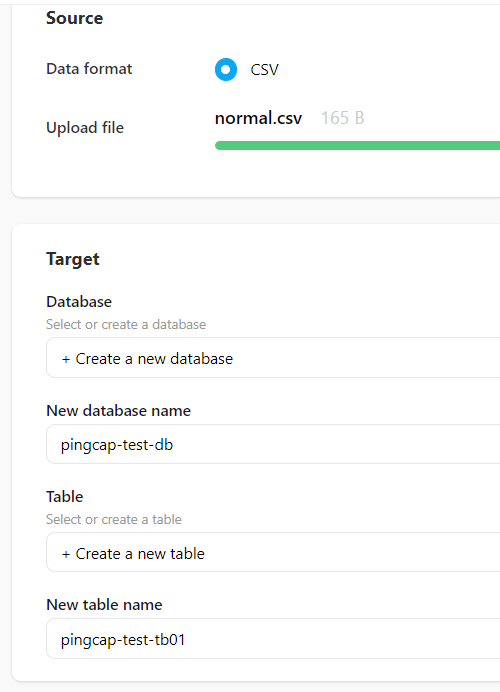 Source
Data format
CSV
Upload file
normal.csv 165 B
Target
Database
Select or create a database
+ Create a new database
New database name
pingcap-test-db
Table
Select or create a table
+ Create a new table
New table name
pingcap-test-tb01